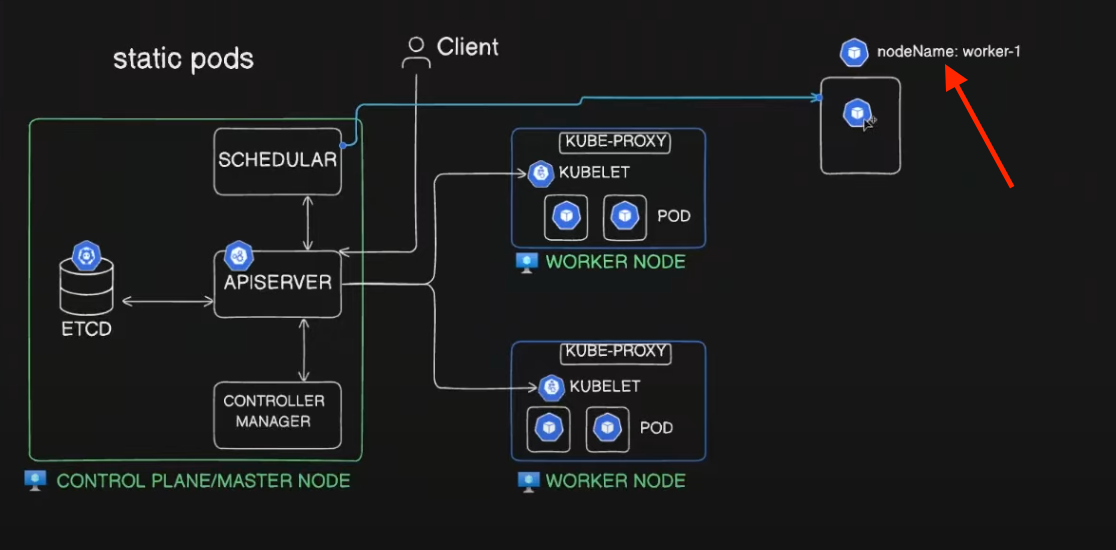 static pods
Client
nodeName: worker-1
SCHEDULAR
KUBE-PROXY
KUBELET
POD
WORKER NODE
APISERVER
ETCD
KUBE-PROXY
KUBELET
POD
CONTROLLER
MANAGER
CONTROL PLANE/MASTER NODE
WORKER NODE